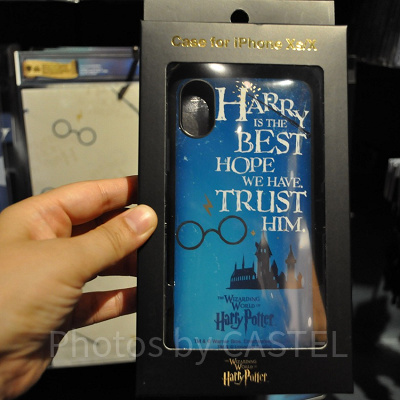 Case for iPhone Xs/X
HARRY
IS THE
BEST
HOPE
WE HAVE.
TRUST
HIM.
THE WIZARDING
WORLD OF
Harry Potter
Photos by CASTEL
THE WIZARDING
WORLD OF
Harry Potter